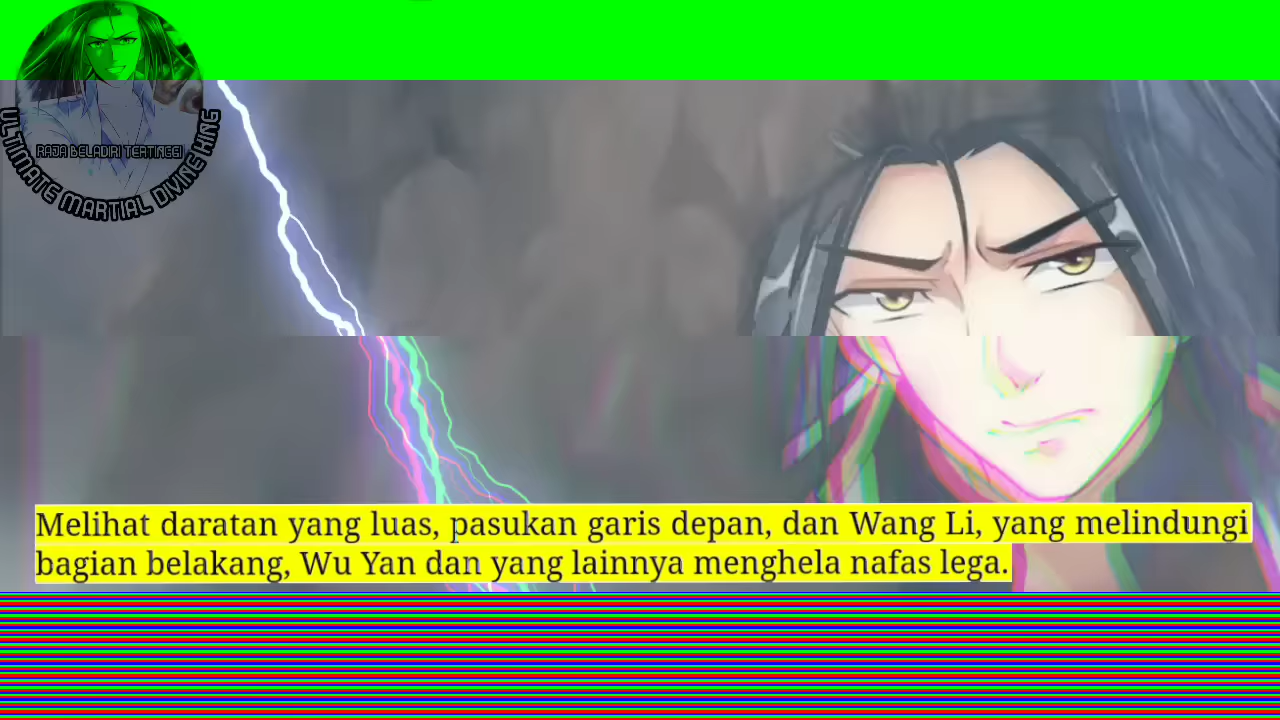 RAJA BELADIRI TERTINGGI
ULTIMATE MARTIAL DIVINE KING
Melihat daratan yang luas, pasukan garis depan, dan Wang Li, yang melindungi
bagian belakang, Wu Yan dan yang lainnya menghela nafas lega.